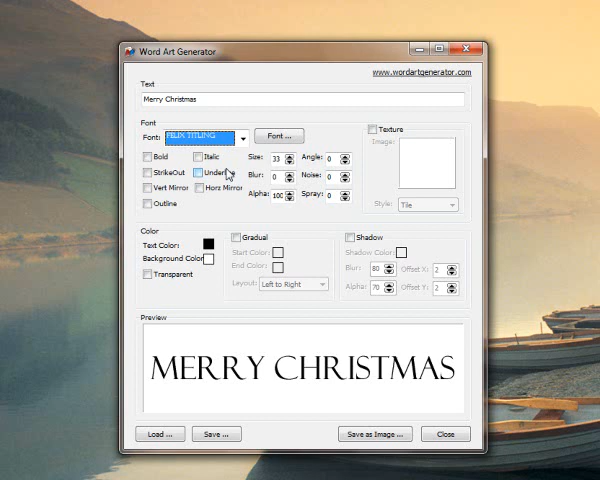 Word Art Generator
www.wordartgenerator.com
Text
Merry Christmas
Font
Font: FELIX TITLING Font ...
Texture
Image:
Bold Italic Size: 33 Angle: 0
StrikeOut Blur: 0 Noise: 0
Vert Mirror Horz Mirror Alpha: 100 Spray: 0
Outline
Style: Tile
Color
Text Color:
Background Color
Transparent
Gradual
Start Color:
End Color:
Layout: Left to Right
Shadow
Shadow Color:
Blur: 80 Offset X: 2
Alpha: 70 Offset Y: 2
Preview
MERRY CHRISTMAS
Load ... Save ... Save as Image ... Close